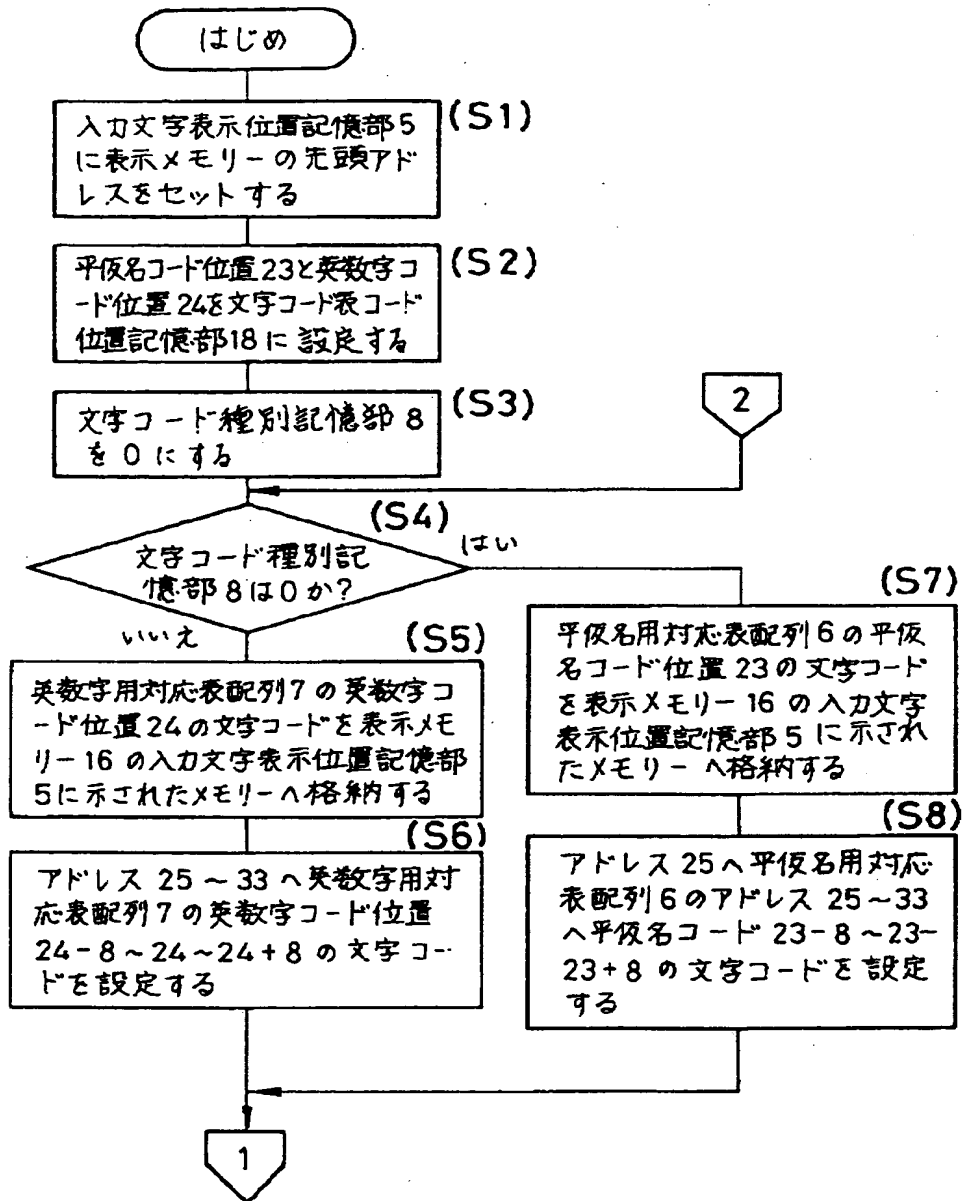 はじめ
(S1)
入力文字表示位置記憶部5
に表示メモリーの先頭アド
レスをセットする
(S2)
平仮名コード位置23と英数字コ
ード位置24を文字コード表コード
位置記憶部18に設定する
(S3)
文字コード種別記憶部8
を0にする
2
(S4)
文字コード種別記
憶部8は0か?
はい
いいえ
(S5)
英数字用対応表配列7の英数字コ
ード位置24の文字コードを表示メモ
リー16の入力文字表示位置記憶部
5に示されたメモリーへ格納する
(S6)
アドレス25~33へ英数字用対
応表配列7の英数字コード位置
24-8~24~24+8の文字コー
ドを設定する
(S7)
平仮名用対応表配列6の平仮
名コード位置23の文字コード
を表示メモリー16の入力文字
表示位置記憶部5に示され
たメモリーへ格納する
(S8)
アドレス25へ平仮名用対応
表配列6のアドレス25~33
へ平仮名コード23-8~23-
23+8の文字コードを設定
する
1